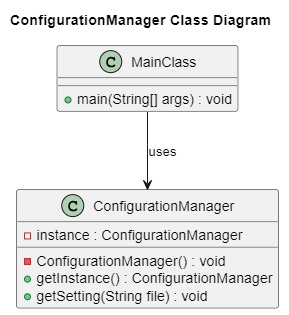 ConfigurationManager Class Diagram
C MainClass
main(String[] args) : void
uses
C ConfigurationManager
instance : ConfigurationManager
ConfigurationManager() : void
getInstance() : ConfigurationManager
getSetting(String file) : void